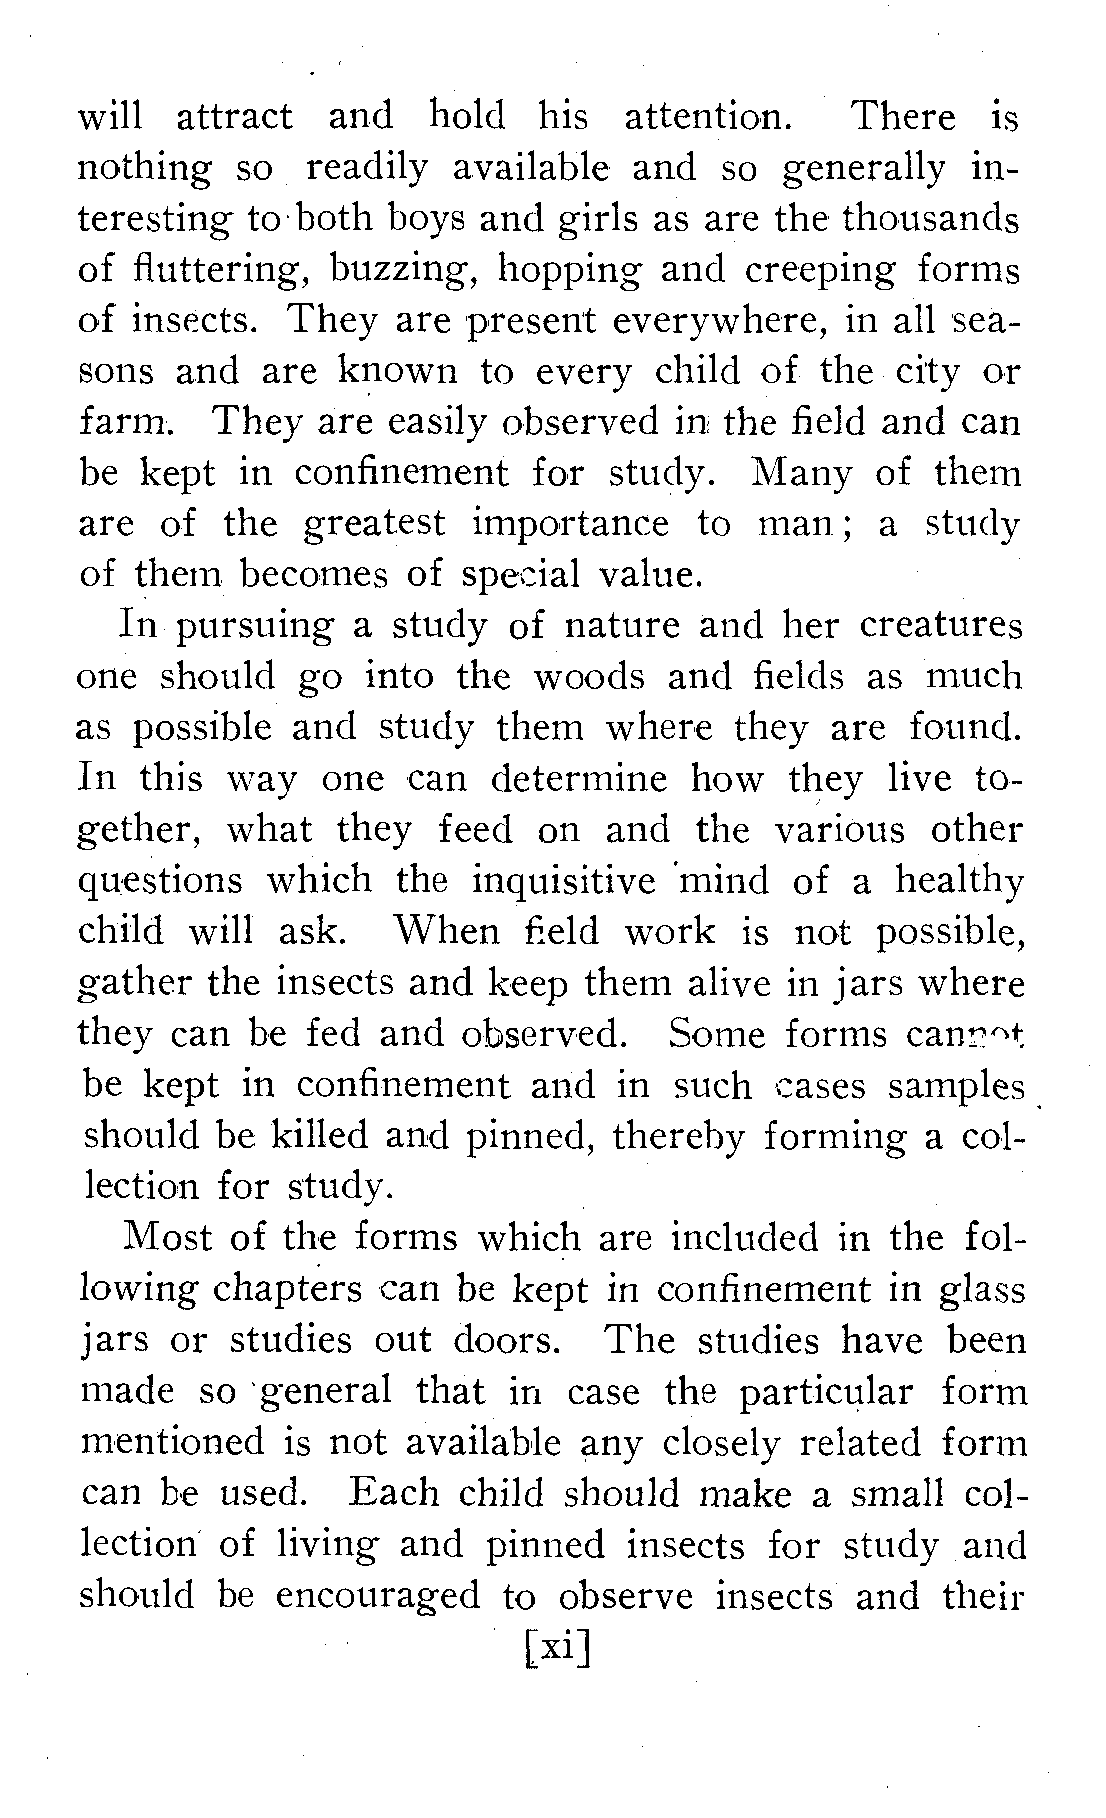 will attract and hold his attention. There is
nothing so readily available and so generally in-
teresting to both boys and girls as are the thousands
of fluttering, buzzing, hopping and creeping forms
of insects. They are present everywhere, in all sea-
sons and are known to every child of the city or
farm. They are easily observed in the field and can
be kept in confinement for study. Many of them
are of the greatest importance to man; a study
of them becomes of special value.
In pursuing a study of nature and her creatures
one should go into the woods and fields as much
as possible and study them where they are found.
In this way one can determine how they live to-
gether, what they feed on and the various other
questions which the inquisitive mind of a healthy
child will ask. When field work is not possible,
gather the insects and keep them alive in jars where
they can be fed and observed. Some forms cannot
be kept in confinement and in such cases samples
should be killed and pinned, thereby forming a col-
lection for study.
Most of the forms which are included in the fol-
lowing chapters can be kept in confinement in glass
jars or studies out doors. The studies have been
made so general that in case the particular form
mentioned is not available any closely related form
can be used. Each child should make a small col-
lection of living and pinned insects for study and
should be encouraged to observe insects and their
[xi]